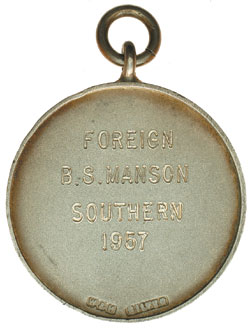 FOREIGN
B.S. MANSON
SOUTHERN
1957